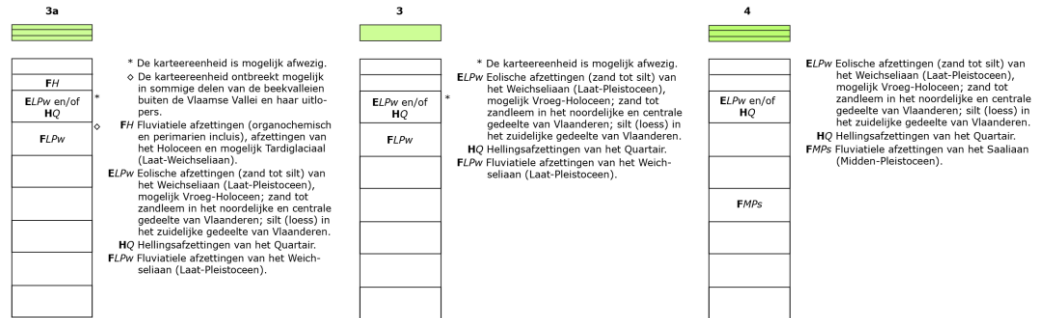 3a
FH
ELPw en/of
HQ
*
FLPw
◇
* De karteereenheid is mogelijk afwezig.
◇ De karteereenheid ontbreekt mogelijk
in sommige delen van de beekvalleien
buiten de Vlaamse Vallei en haar uitlo-
pers.
FH Fluviatiele afzettingen (organochemisch
en perimarien incluis), afzettingen van
het Holoceen en mogelijk Tardiglaciaal
(Laat-Weichseliaan).
ELPw Eolische afzettingen (zand tot silt) van
het Weichseliaan (Laat-Pleistoceen),
mogelijk Vroeg-Holoceen; zand tot
zandleem in het noordelijke en centrale
gedeelte van Vlaanderen; silt (loess) in
het zuidelijke gedeelte van Vlaanderen.
HQ Hellingsafzettingen van het Quartair.
FLPw Fluviatiele afzettingen van het Weich-
seliaan (Laat-Pleistoceen).
3
ELPw en/of
HQ
*
FLPw
* De karteereenheid is mogelijk afwezig.
ELPw Eolische afzettingen (zand tot silt) van
het Weichseliaan (Laat-Pleistoceen),
mogelijk Vroeg-Holoceen; zand tot
zandleem in het noordelijke en centrale
gedeelte van Vlaanderen; silt (loess) in
het zuidelijke gedeelte van Vlaanderen.
HQ Hellingsafzettingen van het Quartair.
FLPw Fluviatiele afzettingen van het Weich-
seliaan (Laat-Pleistoceen).
4
ELPw en/of
HQ
FMPs
ELPw Eolische afzettingen (zand tot silt) van
het Weichseliaan (Laat-Pleistoceen),
mogelijk Vroeg-Holoceen; zand tot
zandleem in het noordelijke en centrale
gedeelte van Vlaanderen; silt (loess) in
het zuidelijke gedeelte van Vlaanderen.
HQ Hellingsafzettingen van het Quartair.
FMPs Fluviatiele afzettingen van het Saaliaan
(Midden-Pleistoceen).